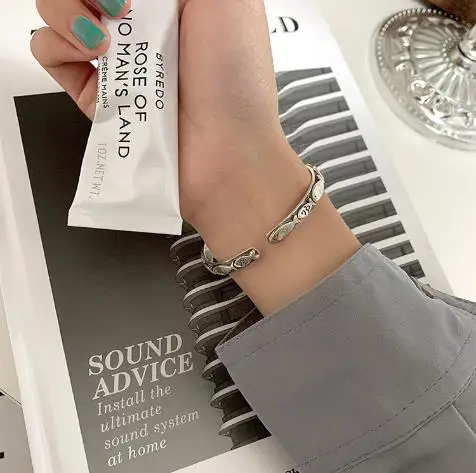 D
BYREDO
ROSE OF
NO MAN'S LAND
CRÈME MAINS
1 OZ. NET WT.
SOUND
ADVICE
Install the
ultimate
sound system
at home